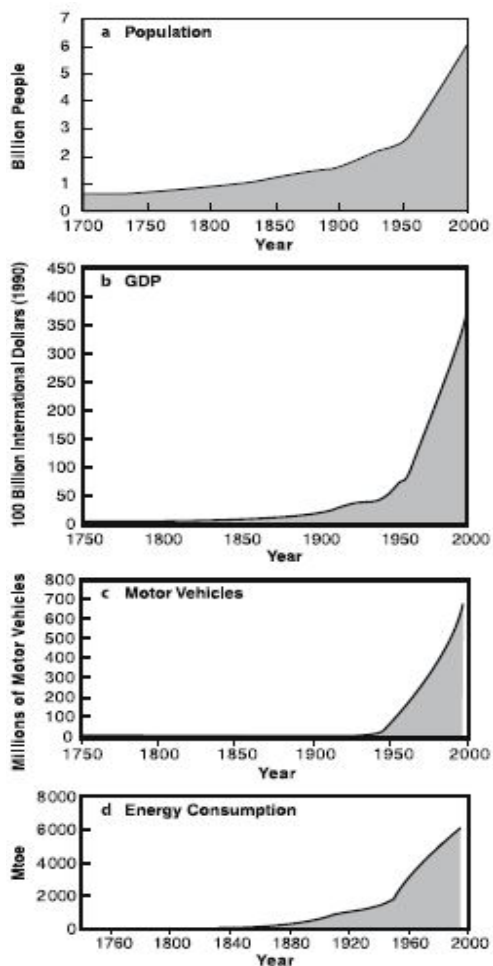 a Population
Billion People
7
6
5
4
3
2
1
0
1700 1750 1800 1850 1900 1950 2000
Year
b GDP
100 Billion International Dollars (1990)
450
400
350
300
250
200
150
100
50
0
1750 1800 1850 1900 1950 2000
Year
c Motor Vehicles
Millions of Motor Vehicles
800
700
600
500
400
300
200
100
0
1750 1800 1850 1900 1950 2000
Year
d Energy Consumption
Mtoe
8000
6000
4000
2000
0
1760 1800 1840 1880 1920 1960 2000
Year